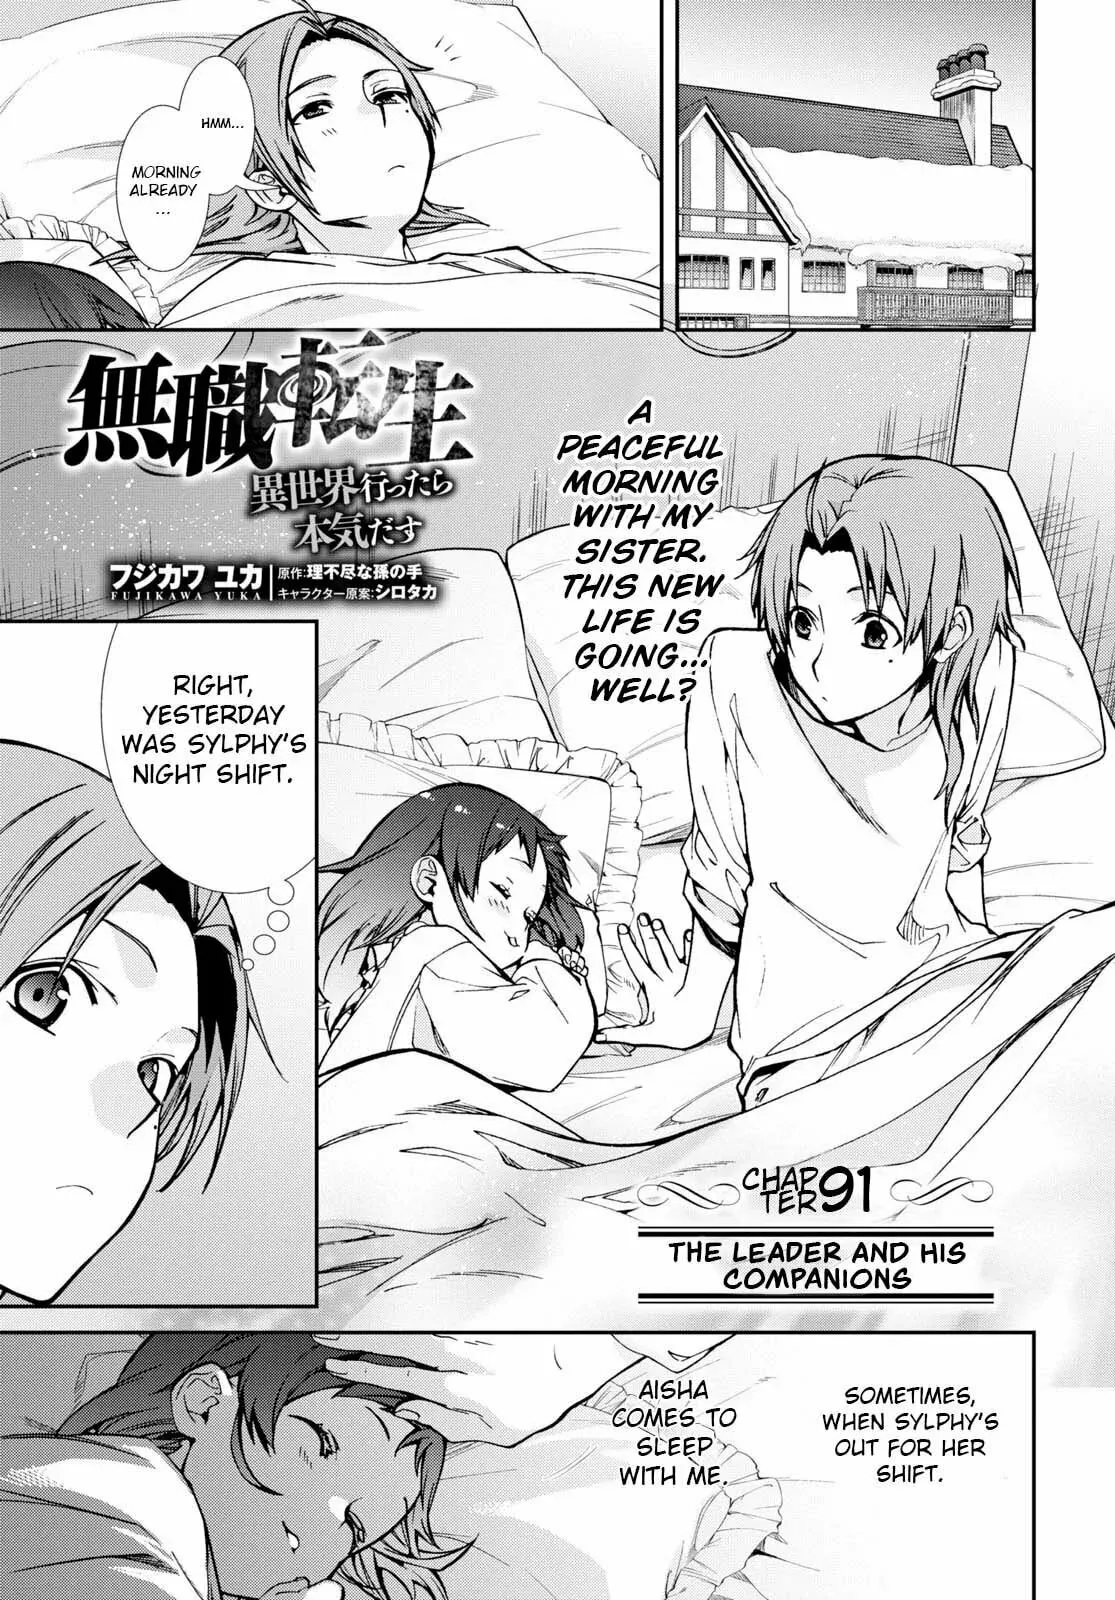 HMM...
MORNING
ALREADY
...
無職転生
異世界行ったら
本気だす
フジカワ ユカ
FUJIKAWA YUKA
原作:理不尽な孫の手
キャラクター原案:シロタカ
A
PEACEFUL
MORNING
WITH MY
SISTER.
THIS NEW
LIFE IS
GOING...
WELL?
RIGHT,
YESTERDAY
WAS SYLPHY'S
NIGHT SHIFT.
CHAP
TER 91
THE LEADER AND HIS
COMPANIONS
SOMETIMES,
WHEN SYLPHY'S
OUT FOR HER
SHIFT.
AISHA
COMES TO
SLEEP
WITH ME.